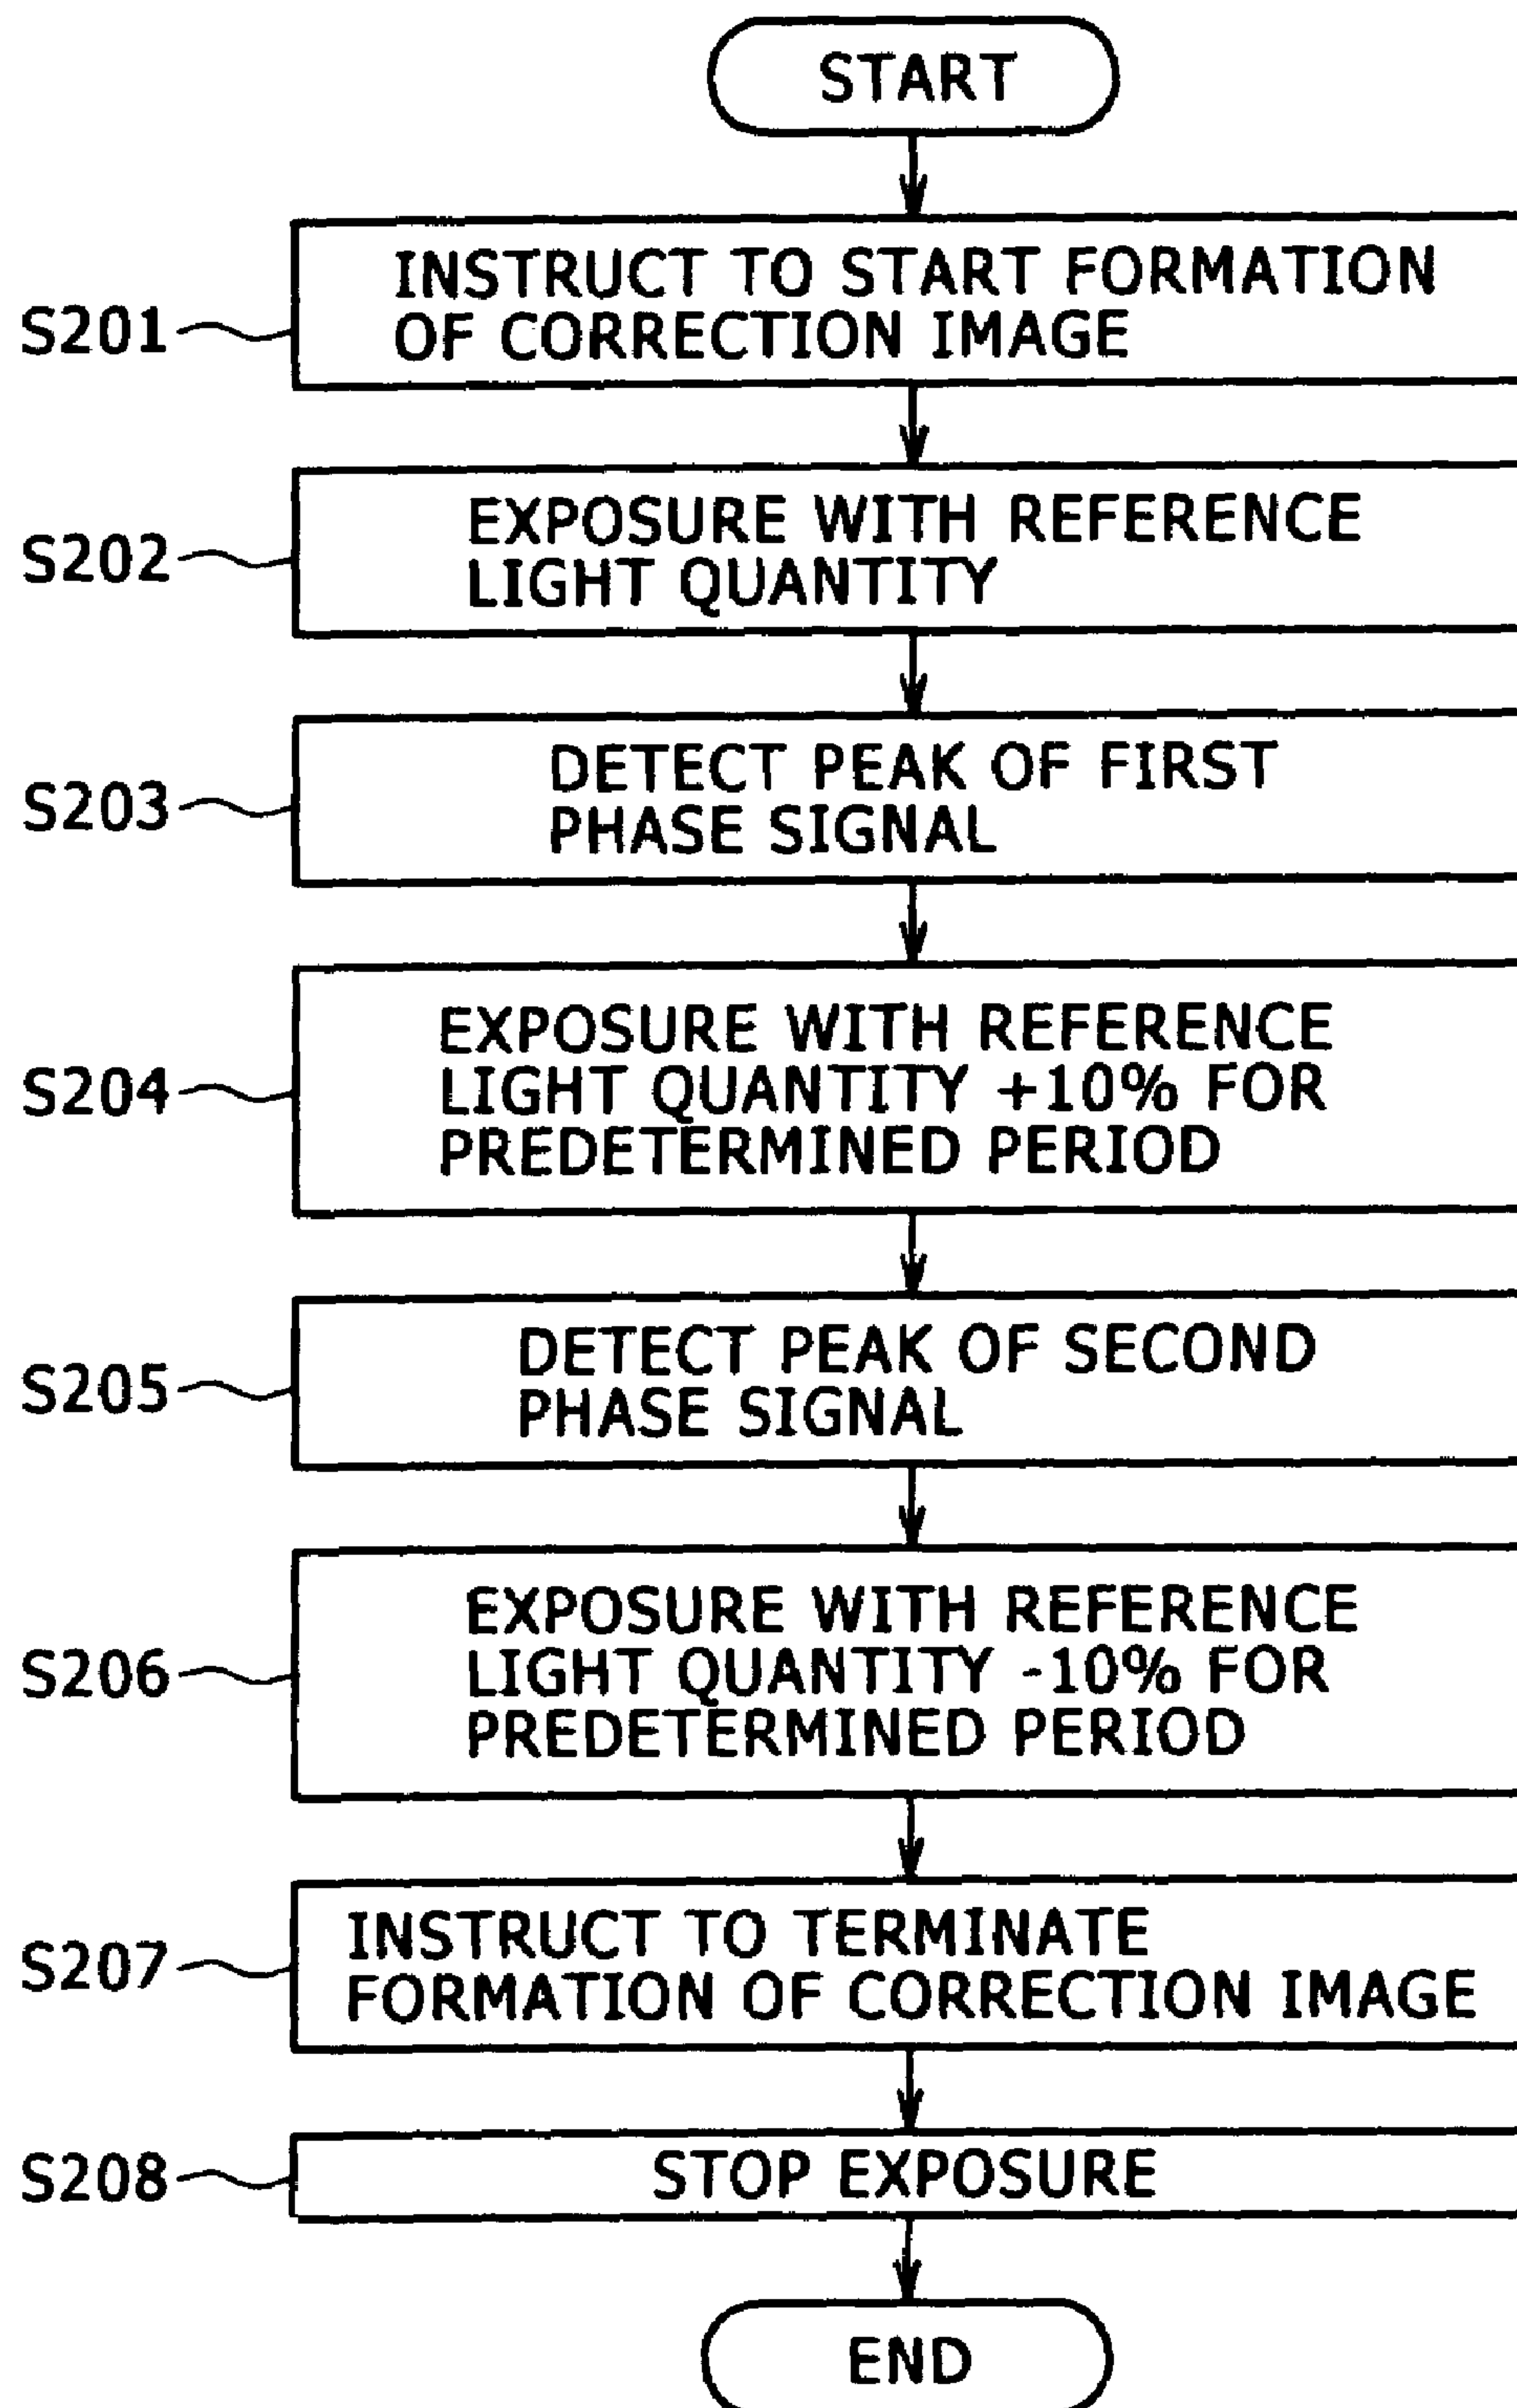 START
S201
INSTRUCT TO START FORMATION
OF CORRECTION IMAGE
S202
EXPOSURE WITH REFERENCE
LIGHT QUANTITY
S203
DETECT PEAK OF FIRST
PHASE SIGNAL
S204
EXPOSURE WITH REFERENCE
LIGHT QUANTITY +10% FOR
PREDETERMINED PERIOD
S205
DETECT PEAK OF SECOND
PHASE SIGNAL
S206
EXPOSURE WITH REFERENCE
LIGHT QUANTITY -10% FOR
PREDETERMINED PERIOD
S207
INSTRUCT TO TERMINATE
FORMATION OF CORRECTION IMAGE
S208
STOP EXPOSURE
END